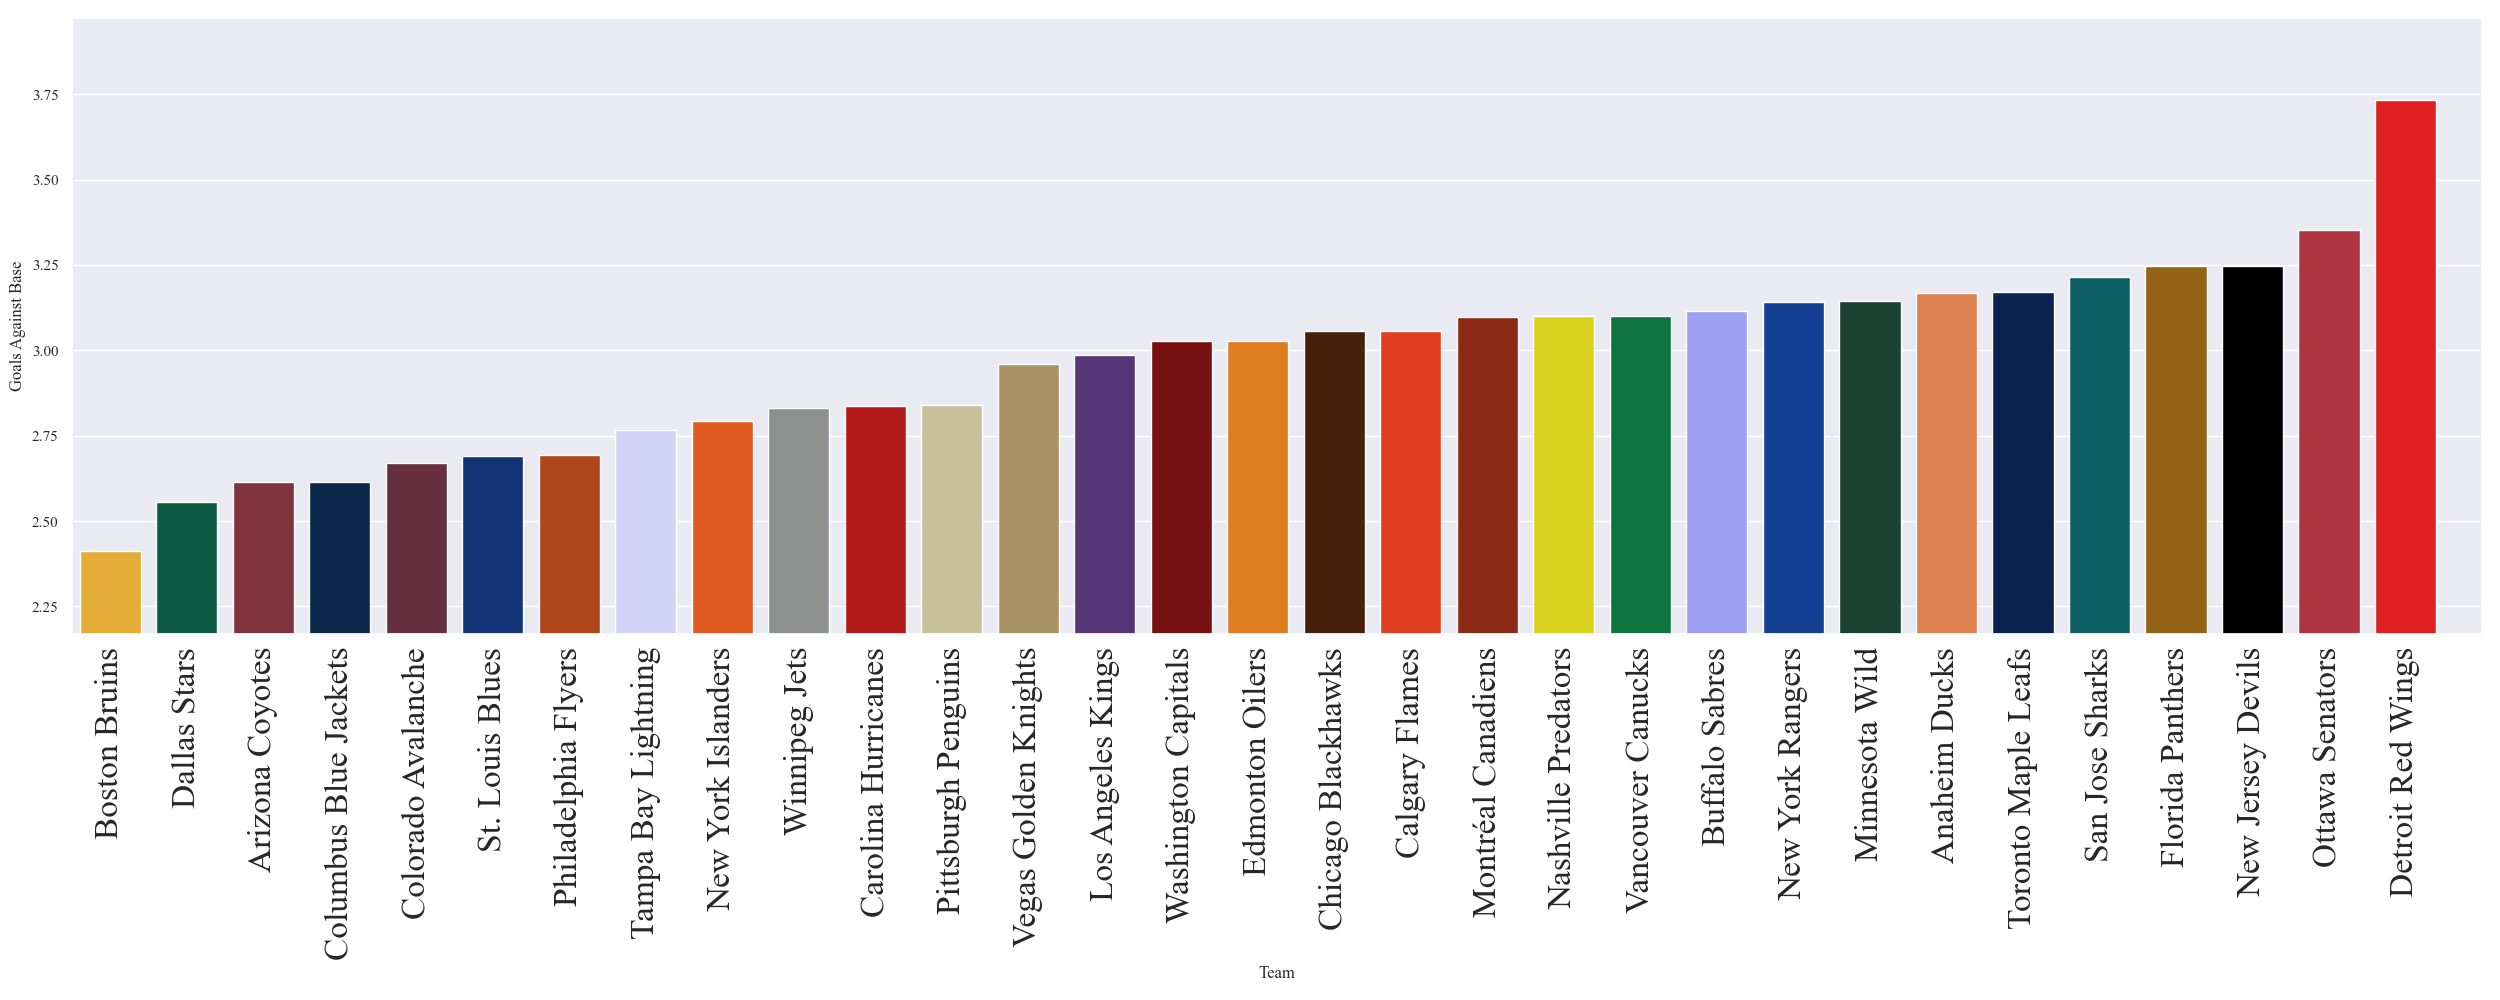 3.75
3.50
3.25
3.00
2.75
2.50
2.25
Goals Against Base
Boston Bruins
Dallas Stars
Arizona Coyotes
Columbus Blue Jackets
Colorado Avalanche
St. Louis Blues
Philadelphia Flyers
Tampa Bay Lightning
New York Islanders
Winnipeg Jets
Carolina Hurricanes
Pittsburgh Penguins
Vegas Golden Knights
Los Angeles Kings
Washington Capitals
Edmonton Oilers
Chicago Blackhawks
Calgary Flames
Montréal Canadiens
Nashville Predators
Vancouver Canucks
Buffalo Sabres
New York Rangers
Minnesota Wild
Anaheim Ducks
Toronto Maple Leafs
San Jose Sharks
Florida Panthers
New Jersey Devils
Ottawa Senators
Detroit Red Wings
Team